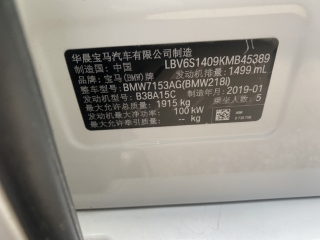 华晨宝马汽车有限公司制造
制造国：中国 LBV6S1409KMB45389
品牌：宝马(BMW)牌 发动机排量：1499 mL
整车型号：BMW7153AG(BMW218i)
发动机型号：B38A15C 制造年月：2019-01
最大允许总质量：1915 kg 乘坐人数：5
发动机最大净功率：100 kW
最大允许牵引质量：-- kg